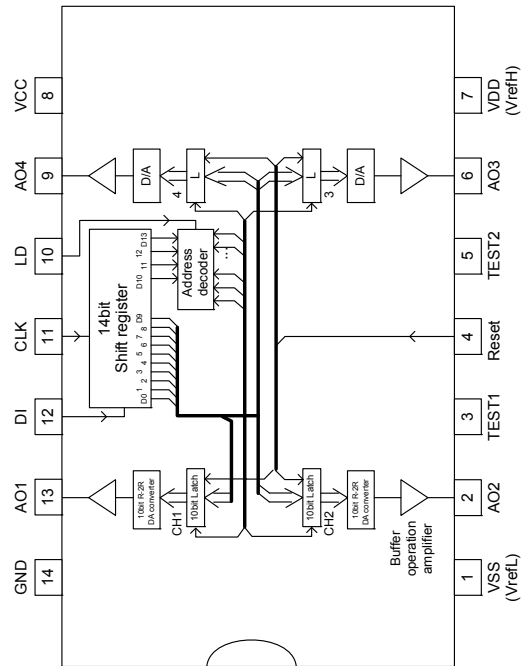 GND
AO1
DI
CLK
LD
AO4
VCC
14
13
12
11
10
9
8
14bit
Shift register
D0
1
2
3
4
5
6
7
8
D9
D10
11
12
D13
Address
decoder
...
10bit R-2R
DA converter
D/A
CH1
10bit Latch
4
L
CH2
10bit Latch
3
L
10bit R-2R
DA converter
D/A
Buffer
operation
amplifier
1
2
3
4
5
6
7
VSS
(VrefL)
AO2
TEST1
Reset
TEST2
AO3
VDD
(VrefH)